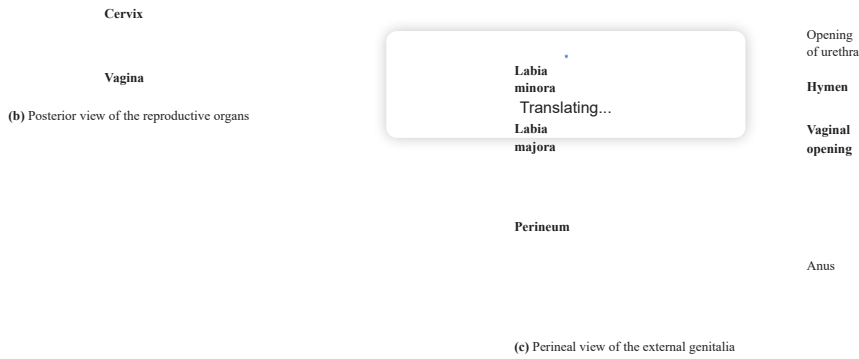 Cervix
Vagina
(b) Posterior view of the reproductive organs
Labia
minora
Translating...
Labia
majora
Perineum
Opening
of urethra
Hymen
Vaginal
opening
Anus
(c) Perineal view of the external genitalia